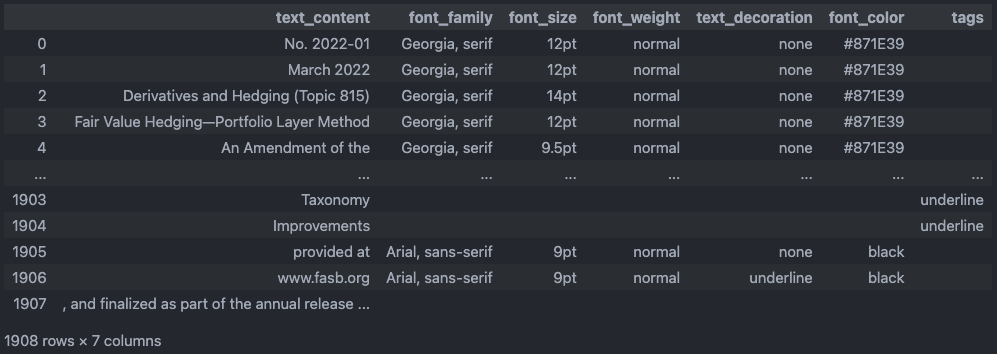 text_content font_family font_size font_weight text_decoration font_color tags
0 No. 2022-01 Georgia, serif 12pt normal none #871E39
1 March 2022 Georgia, serif 12pt normal none #871E39
2 Derivatives and Hedging (Topic 815) Georgia, serif 14pt normal none #871E39
3 Fair Value Hedging—Portfolio Layer Method Georgia, serif 12pt normal none #871E39
4 An Amendment of the Georgia, serif 9.5pt normal none #871E39
... ... ... ... ... ... ... ...
1903 Taxonomy underline
1904 Improvements underline
1905 provided at Arial, sans-serif 9pt normal none black
1906 www.fasb.org Arial, sans-serif 9pt normal underline black
1907 , and finalized as part of the annual release ...
1908 rows × 7 columns